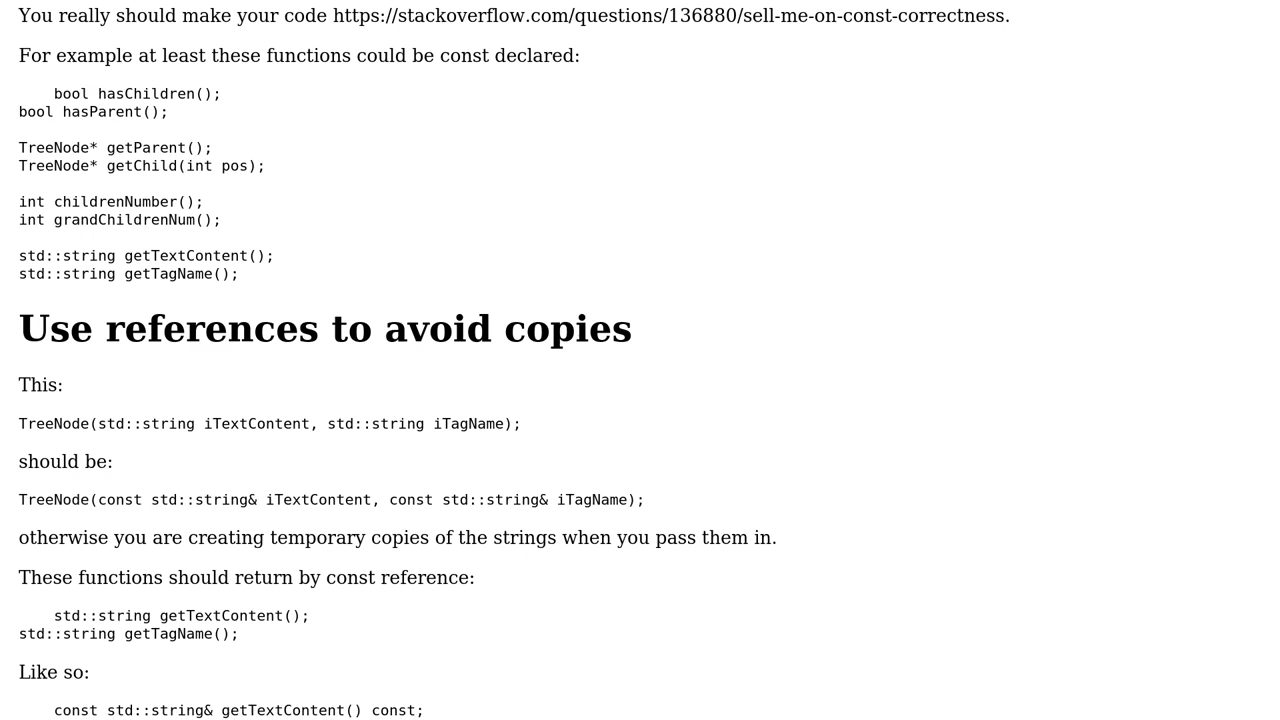 You really should make your code https://stackoverflow.com/questions/136880/sell-me-on-const-correctness.
For example at least these functions could be const declared:
bool hasChildren();
bool hasParent();
TreeNode* getParent();
TreeNode* getChild(int pos);
int childrenNumber();
int grandChildrenNum();
std::string getTextContent();
std::string getTagName();
Use references to avoid copies
This:
TreeNode(std::string iTextContent, std::string iTagName);
should be:
TreeNode(const std::string& iTextContent, const std::string& iTagName);
otherwise you are creating temporary copies of the strings when you pass them in.
These functions should return by const reference:
std::string getTextContent();
std::string getTagName();
Like so:
const std::string& getTextContent() const;